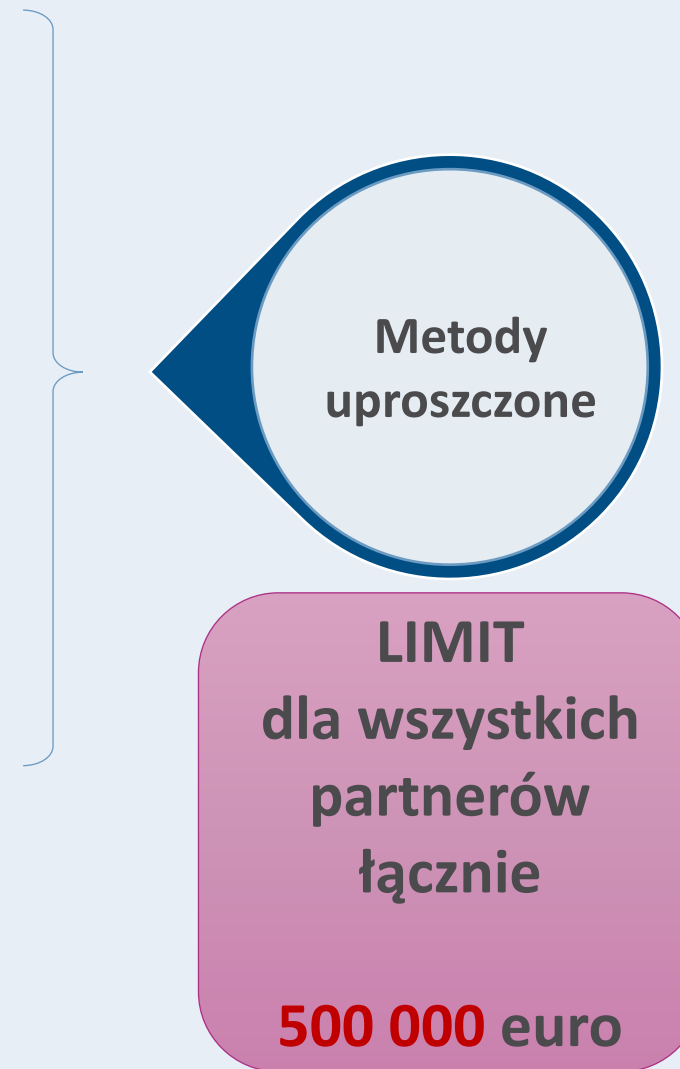 Metody
uproszczone
LIMIT
dla wszystkich
partnerów
łącznie
500 000 euro